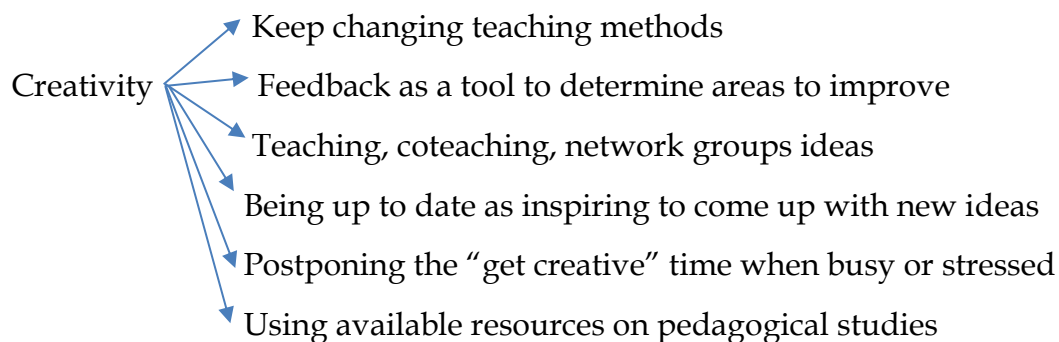 Keep changing teaching methods
Creativity
Feedback as a tool to determine areas to improve
Teaching, coteaching, network groups ideas
Being up to date as inspiring to come up with new ideas
Postponing the “get creative” time when busy or stressed
Using available resources on pedagogical studies